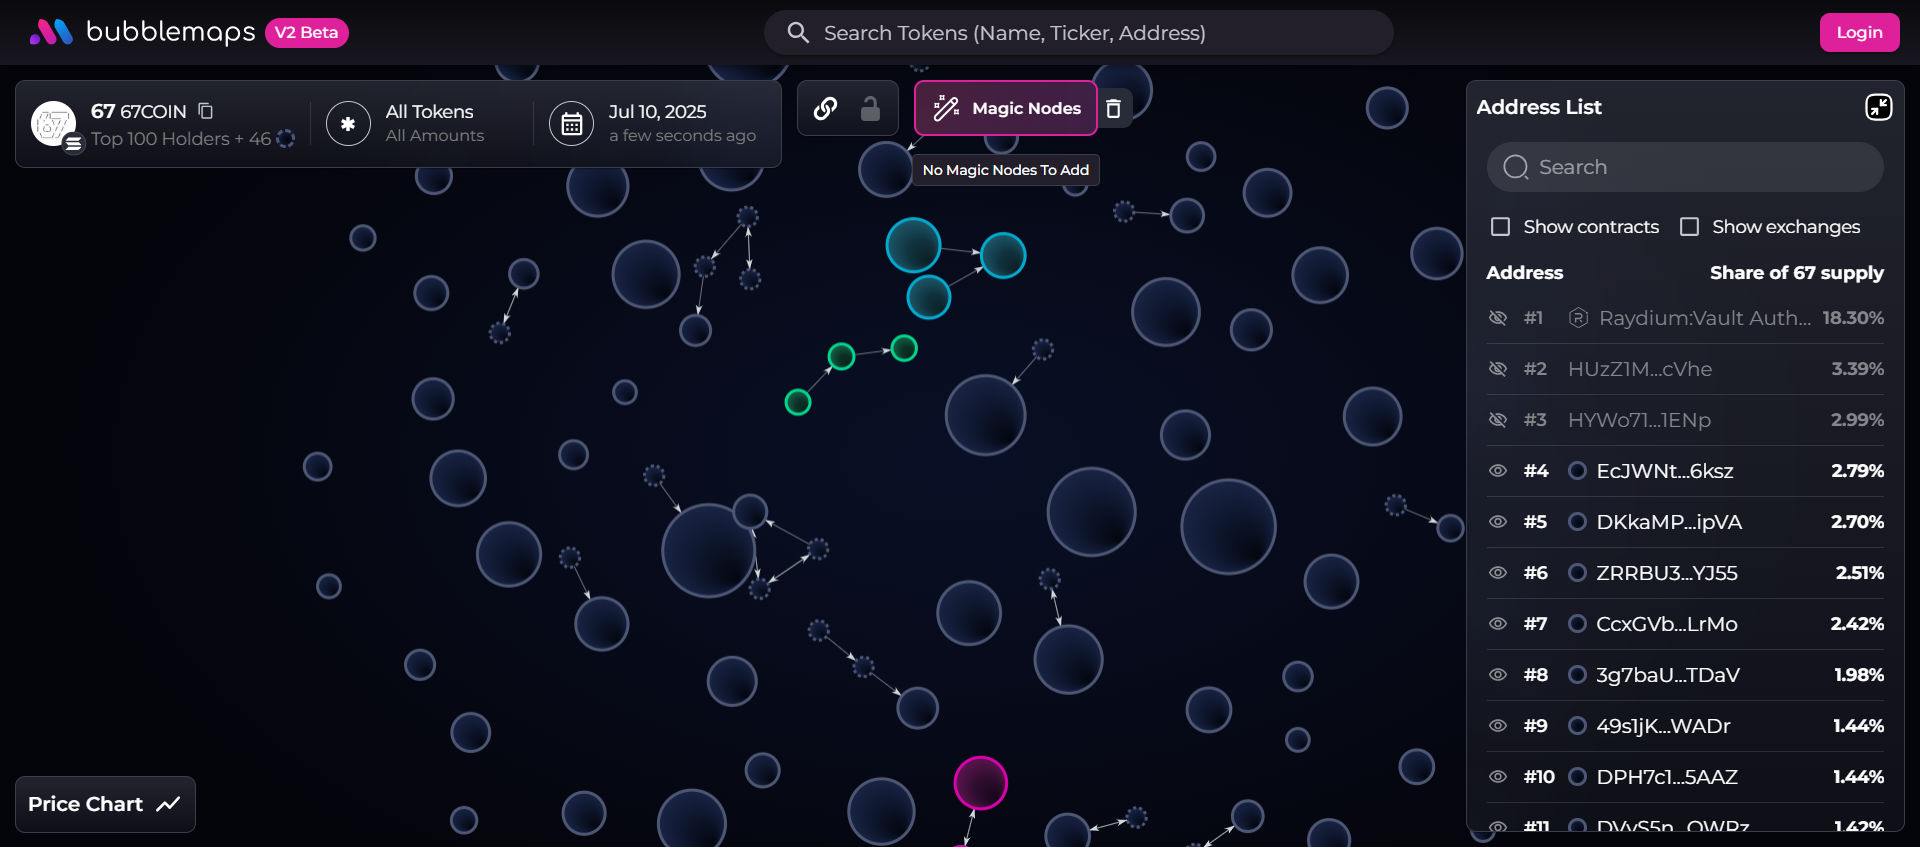 bubblemaps V2 Beta
Search Tokens (Name, Ticker, Address)
Login
67 67COIN
Top 100 Holders + 46
All Tokens
All Amounts
Jul 10, 2025
a few seconds ago
Magic Nodes
No Magic Nodes To Add
Address List
Search
Show contracts Show exchanges
Address Share of 67 supply
#1 Raydium:Vault Auth... 18.30%
#2 HUzZ1M...cVhe 3.39%
#3 HYWo71...1ENp 2.99%
#4 EcJWNt...6ksz 2.79%
#5 DKkaMP...ipVA 2.70%
#6 ZRRBU3...YJ55 2.51%
#7 CcxGVb...LrMo 2.42%
#8 3g7baU...TDaV 1.98%
#9 49s1jK...WADr 1.44%
#10 DPH7c1...5AAZ 1.44%
#11 1.42%
Price Chart